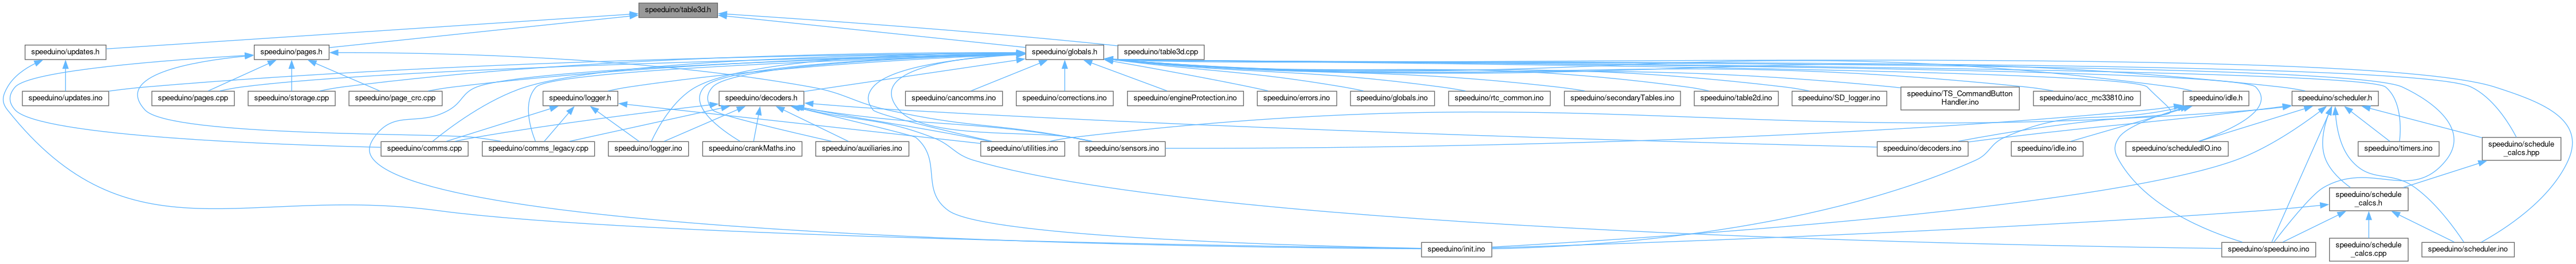 speeduino/table3d.h
speeduino/updates.h
speeduino/pages.h
speeduino/globals.h
speeduino/table3d.cpp
speeduino/updates.ino
speeduino/pages.cpp
speeduino/storage.cpp
speeduino/page_crc.cpp
speeduino/logger.h
speeduino/decoders.h
speeduino/cancomms.ino
speeduino/corrections.ino
speeduino/engineProtection.ino
speeduino/errors.ino
speeduino/globals.ino
speeduino/rtc_common.ino
speeduino/secondaryTables.ino
speeduino/table2d.ino
speeduino/SD_logger.ino
speeduino/TS_CommandButton
Handler.ino
speeduino/acc_mc33810.ino
speeduino/idle.h
speeduino/scheduler.h
speeduino/comms.cpp
speeduino/comms_legacy.cpp
speeduino/logger.ino
speeduino/crankMaths.ino
speeduino/auxiliaries.ino
speeduino/utilities.ino
speeduino/sensors.ino
speeduino/decoders.ino
speeduino/idle.ino
speeduino/scheduledIO.ino
speeduino/timers.ino
speeduino/schedule
_calcs.hpp
speeduino/schedule
_calcs.h
speeduino/init.ino
speeduino/speeduino.ino
speeduino/schedule
_calcs.cpp
speeduino/scheduler.ino